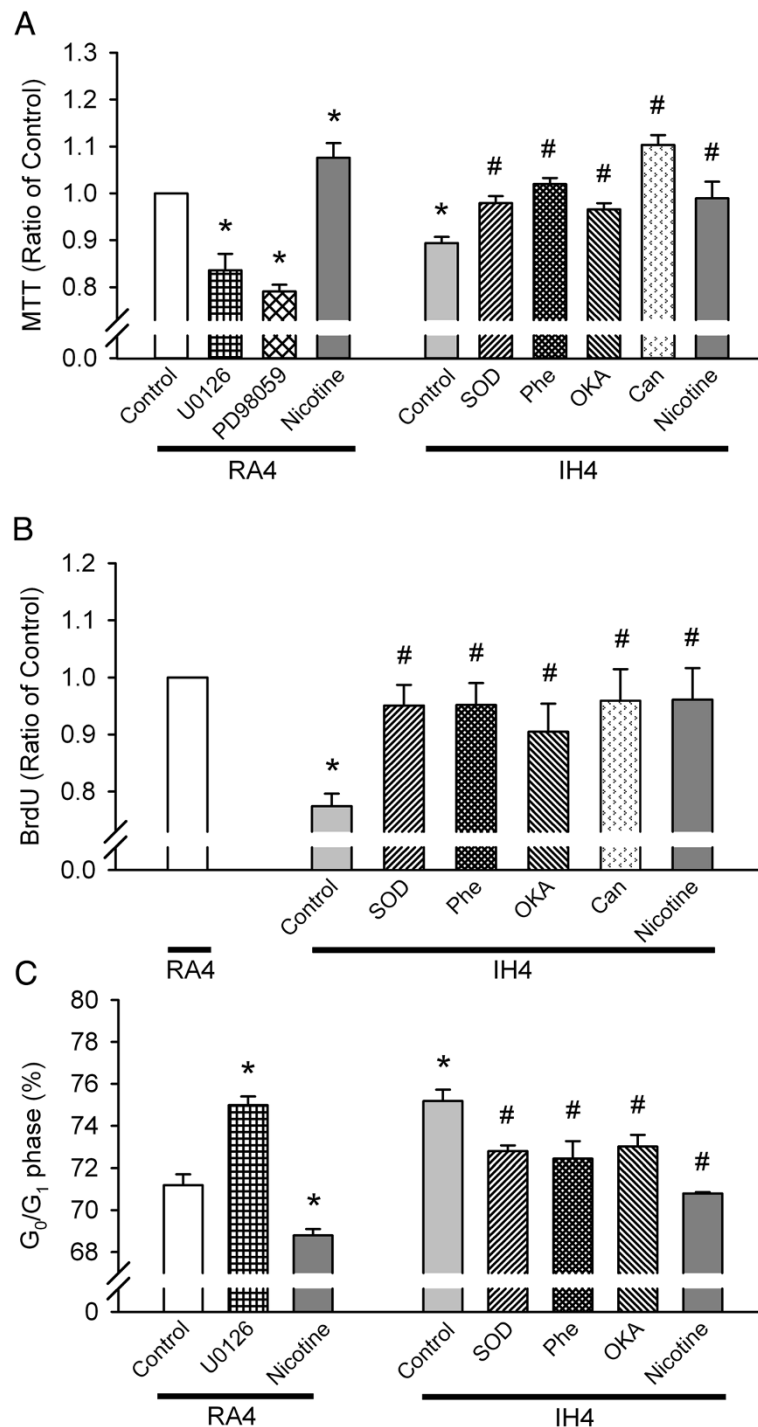 A
MTT (Ratio of Control)
1.3
1.2
1.1
1.0
0.9
0.8
0.0
* * * * # # # # #
Control U0126 PD98059 Nicotine Control SOD Phe OKA Can Nicotine
RA4 IH4
B
BrdU (Ratio of Control)
1.2
1.1
1.0
0.9
0.8
0.0
* # # # # #
Control SOD Phe OKA Can Nicotine
RA4 IH4
C
G₀/G₁ phase (%)
80
78
76
74
72
70
68
0
* * * # # # #
Control U0126 Nicotine Control SOD Phe OKA Nicotine
RA4 IH4